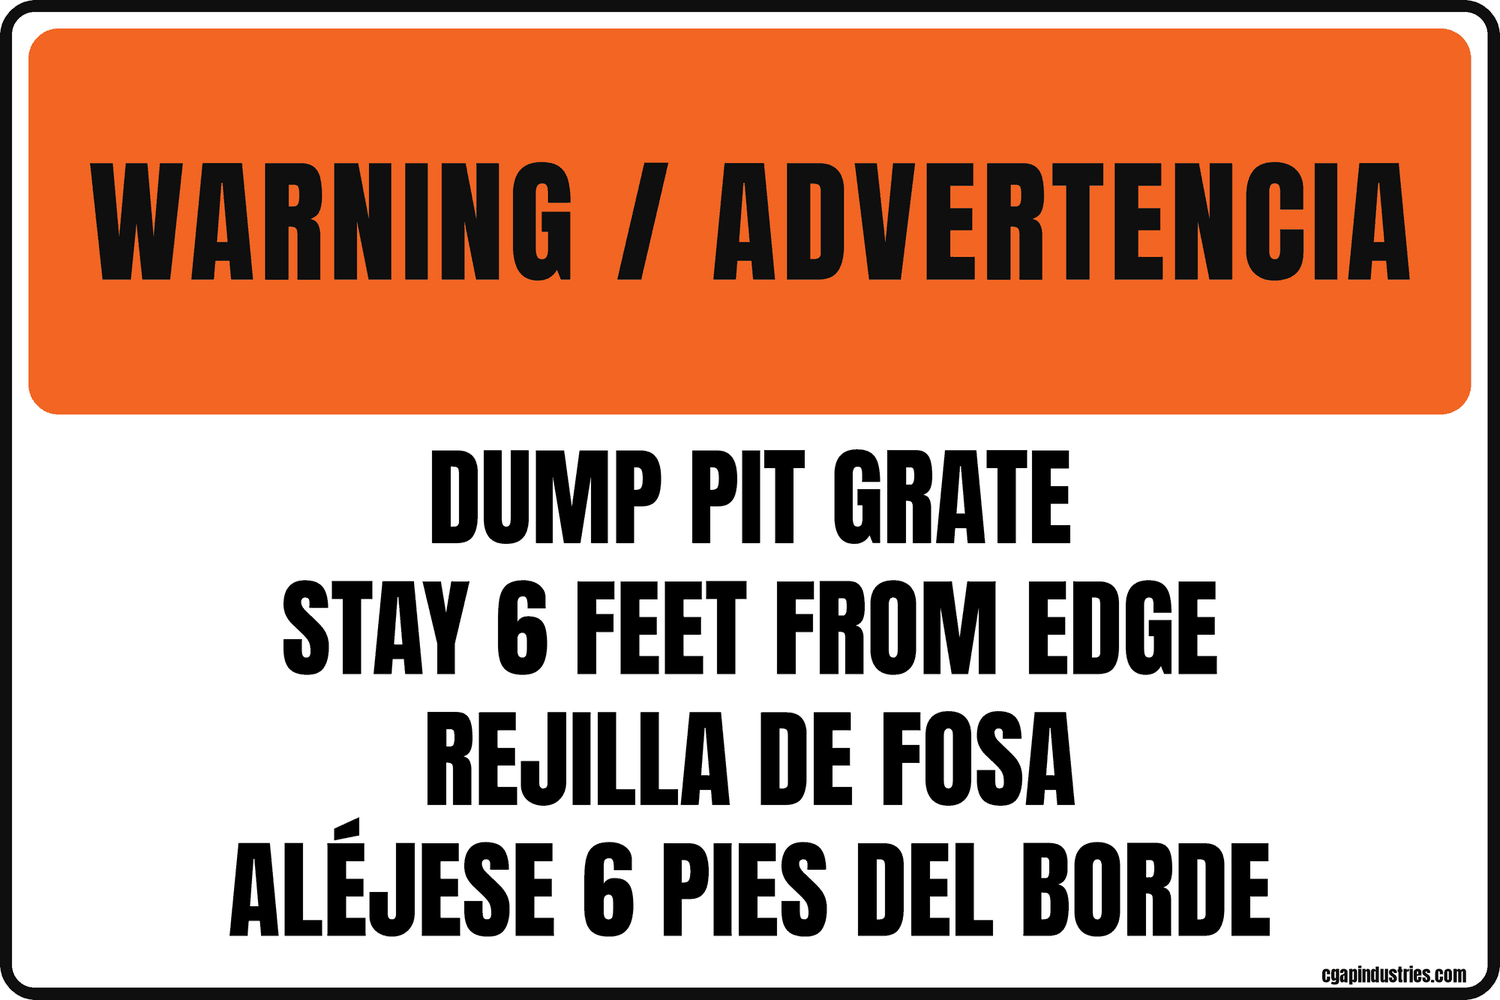 WARNING / ADVERTENCIA
DUMP PIT GRATE
STAY 6 FEET FROM EDGE
REJILLA DE FOSA
ALÉJESE 6 PIES DEL BORDE
cgapindustries.com